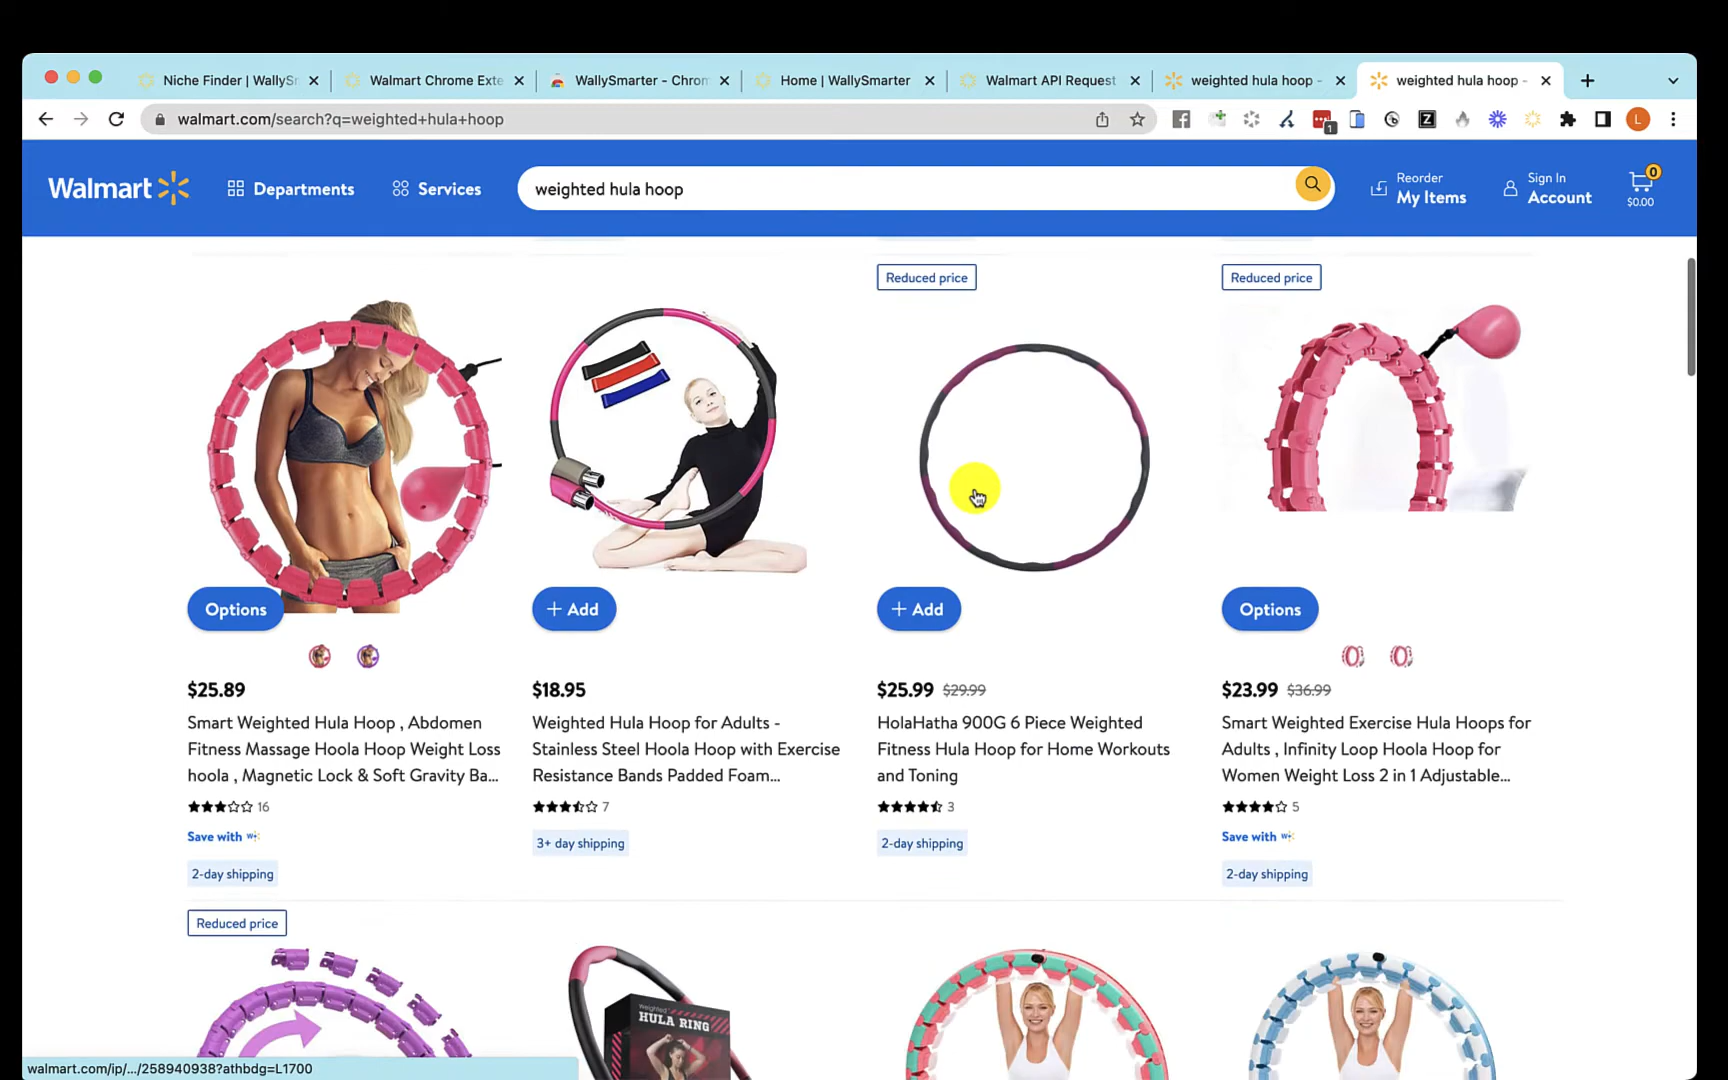 Niche Finder | WallySr
Walmart Chrome Exte
WallySmarter - Chrom
Home | WallySmarter
Walmart API Request
weighted hula hoop -
weighted hula hoop -
walmart.com/search?q=weighted+hula+hoop
1
Z
L
Walmart
Departments
Services
weighted hula hoop
Reorder
My Items
Sign In
Account
0
$0.00
Reduced price
Reduced price
Options
+ Add
+ Add
Options
$25.89
Smart Weighted Hula Hoop , Abdomen
Fitness Massage Hoola Hoop Weight Loss
hoola , Magnetic Lock & Soft Gravity Ba...
16
Save with W+
2-day shipping
$18.95
Weighted Hula Hoop for Adults -
Stainless Steel Hoola Hoop with Exercise
Resistance Bands Padded Foam...
7
3+ day shipping
$25.99 $29.99
HolaHatha 900G 6 Piece Weighted
Fitness Hula Hoop for Home Workouts
and Toning
3
2-day shipping
$23.99 $36.99
Smart Weighted Exercise Hula Hoops for
Adults , Infinity Loop Hoola Hoop for
Women Weight Loss 2 in 1 Adjustable...
5
Save with W+
2-day shipping
Reduced price
Weighted
HULA RING
walmart.com/ip/.../258940938?athbdg=L1700